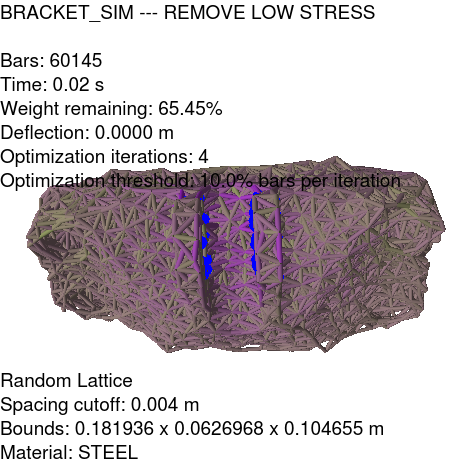 BRACKET_SIM --- REMOVE LOW STRESS
Bars: 60145
Time: 0.02 s
Weight remaining: 65.45%
Deflection: 0.0000 m
Optimization iterations: 4
Optimization threshold: 10.0% bars per iteration
Random Lattice
Spacing cutoff: 0.004 m
Bounds: 0.181936 x 0.0626968 x 0.104655 m
Material: STEEL